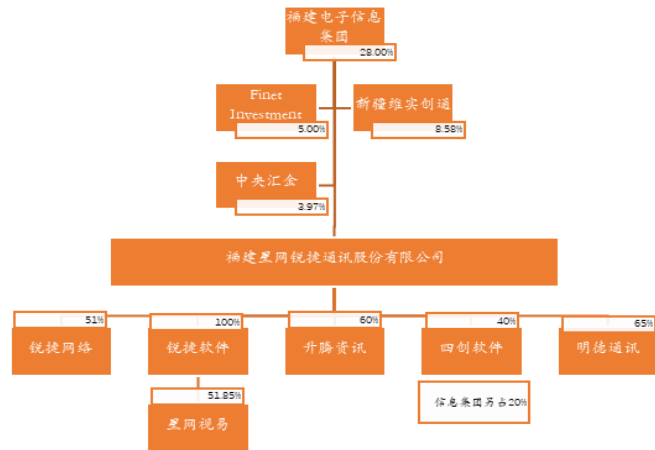 福建电子信息
集团
28.00%
Finet
Investment
5.00%
新疆维实创通
8.58%
中央汇金
3.97%
福建星网锐捷通讯股份有限公司
51%
100%
60%
40%
65%
锐捷网络
锐捷软件
升腾资讯
四创软件
明德通讯
51.85%
星网视易
信息集团另占20%